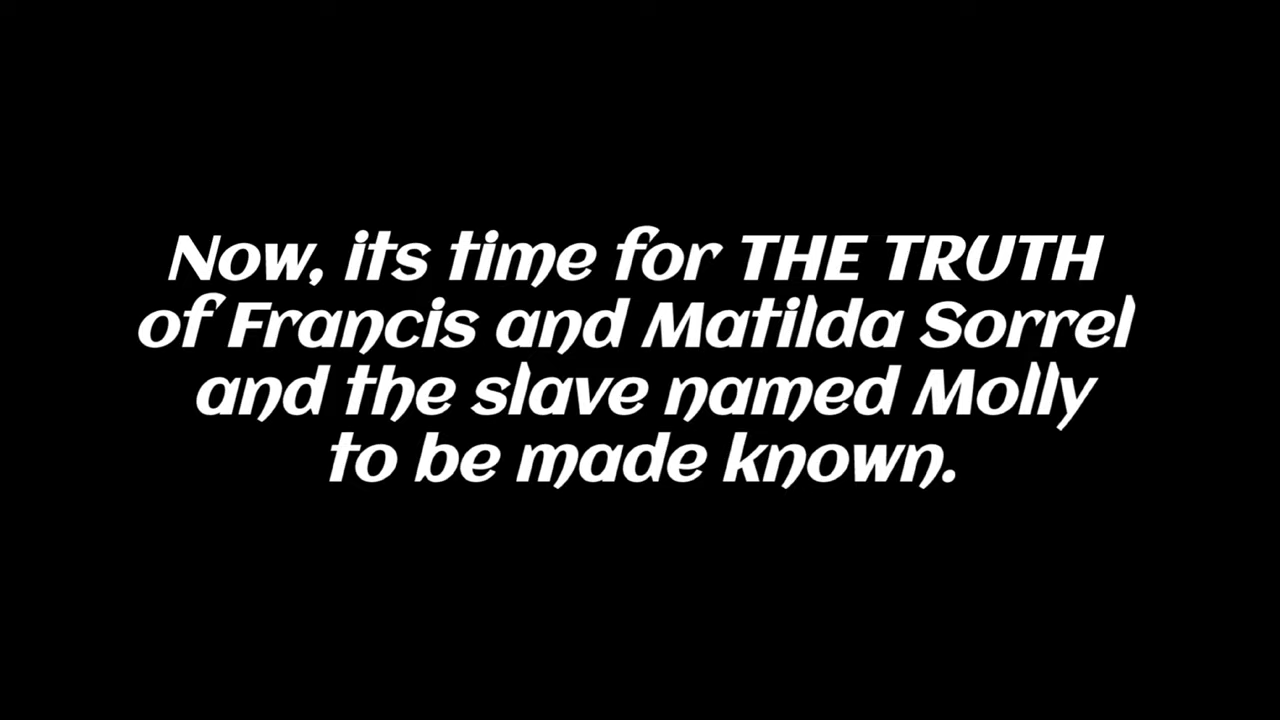 Now, its time for THE TRUTH
of Francis and Matilda Sorrel
and the slave named Molly
to be made known.